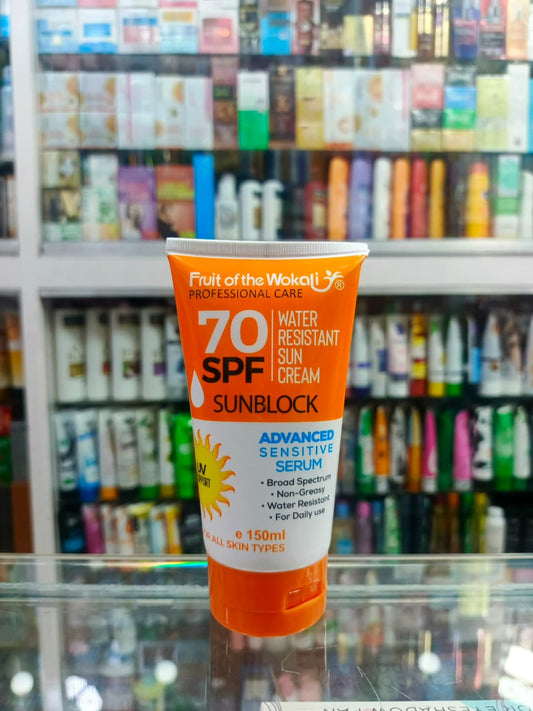 Fruit of the Wokali ®
PROFESSIONAL CARE
70
SPF
WATER
RESISTANT
SUN
CREAM
SUNBLOCK
ADVANCED
SENSITIVE
SERUM
• Broad Spectrum
• Non-Greasy
• Water Resistant
• For Daily use
UV
e 150ml
ALL SKIN TYPES